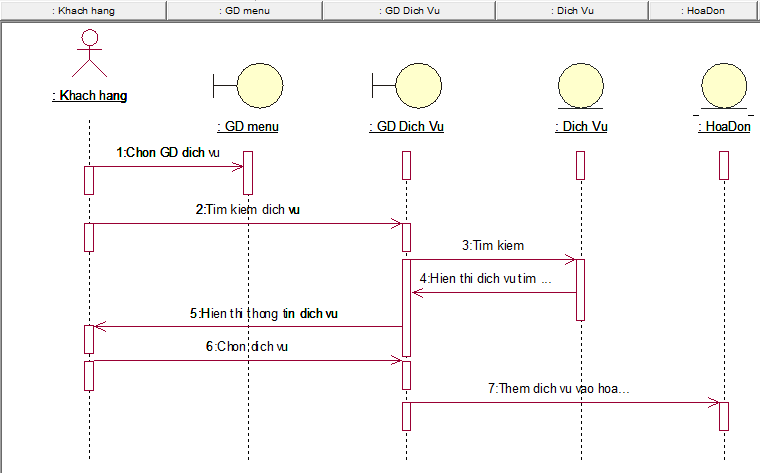 : Khach hang
: GD menu
: GD Dich Vu
: Dich Vu
: HoaDon
: Khach hang
: GD menu
: GD Dich Vu
: Dich Vu
: HoaDon
1:Chon GD dich vu
2:Tim kiem dich vu
3:Tim kiem
4:Hien thi dich vu tim ...
5:Hien thi thong tin dich vu
6:Chon dich vu
7:Them dich vu vao hoa...